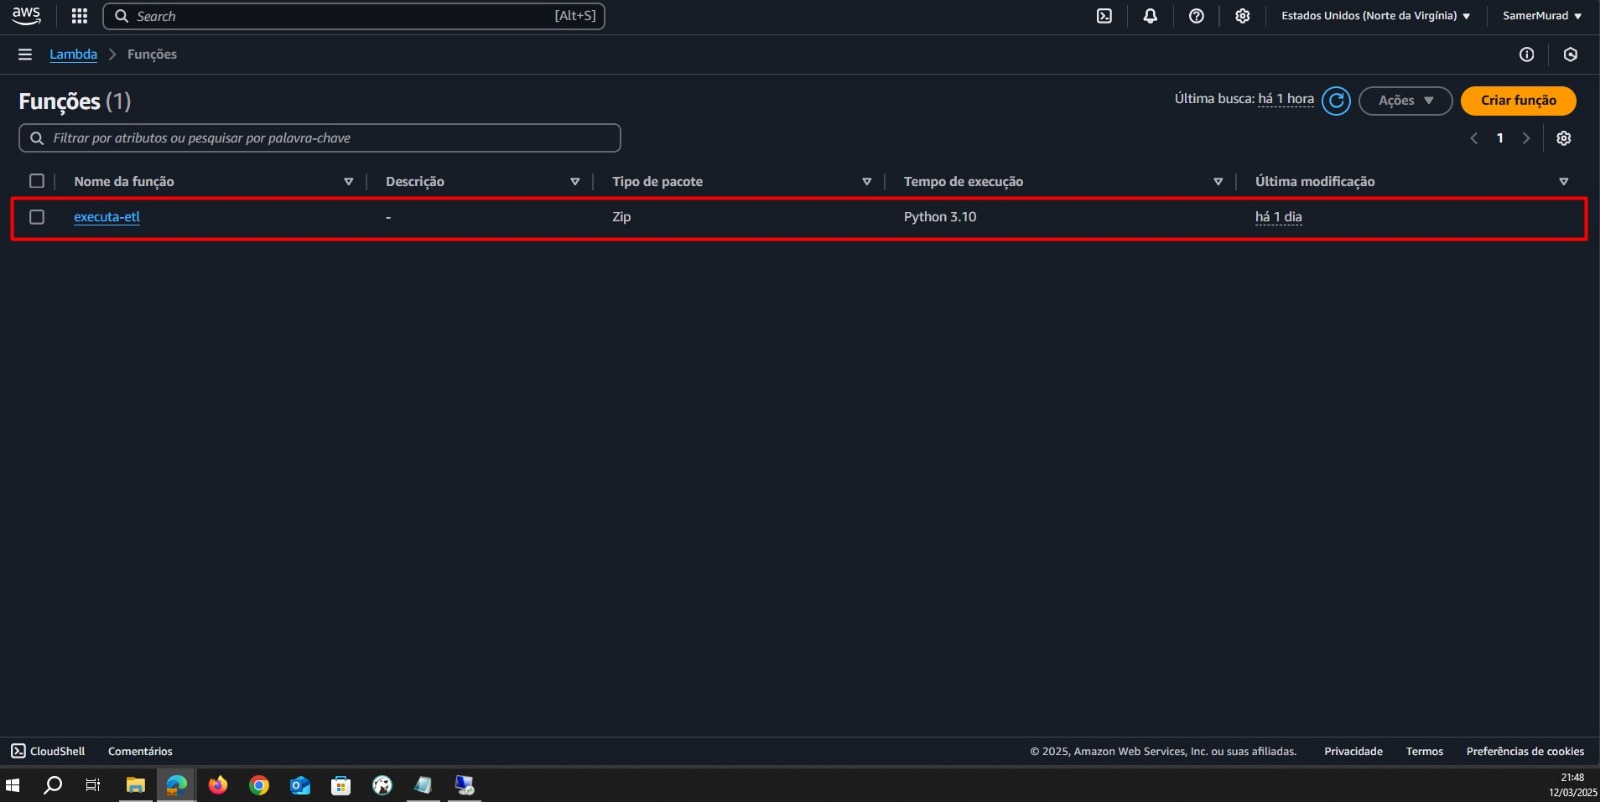 aws
Search [Alt+S] Estados Unidos (Norte da Virgínia) SamerMurad
Lambda Funções
Funções (1) Última busca: há 1 hora Ações Criar função
Filtrar por atributos ou pesquisar por palavra-chave 1
Nome da função Descrição Tipo de pacote Tempo de execução Última modificação
executa-etl - Zip Python 3.10 há 1 dia
CloudShell Comentários © 2025, Amazon Web Services, Inc. ou suas afiliadas. Privacidade Termos Preferências de cookies
21:48
12/03/2025